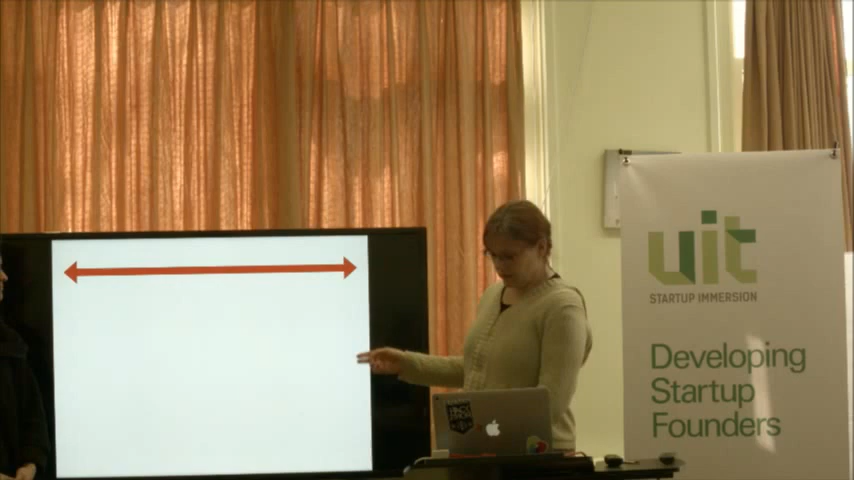 uit
STARTUP IMMERSION
Developing
Startup
Founders